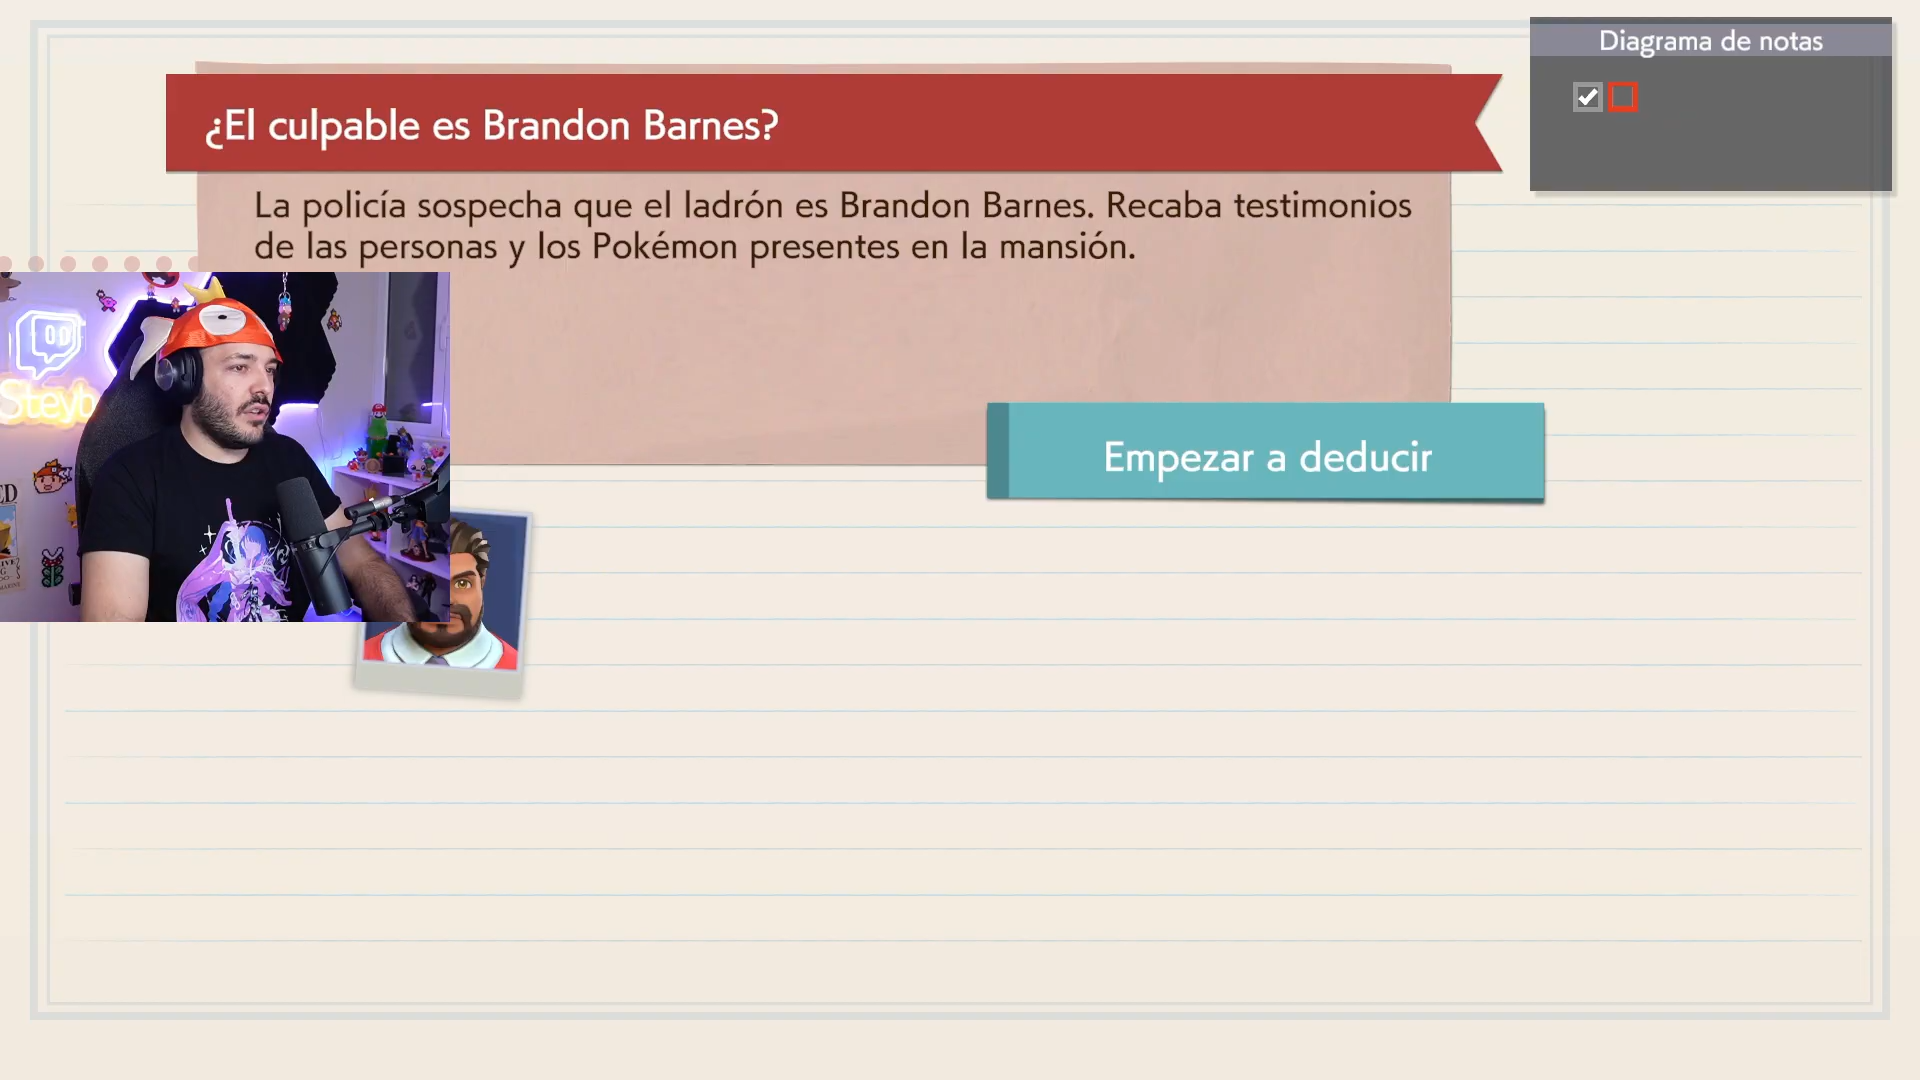 Diagrama de notas
¿El culpable es Brandon Barnes?
La policía sospecha que el ladrón es Brandon Barnes. Recaba testimonios
de las personas y los Pokémon presentes en la mansión.
Steyb
Empezar a deducir